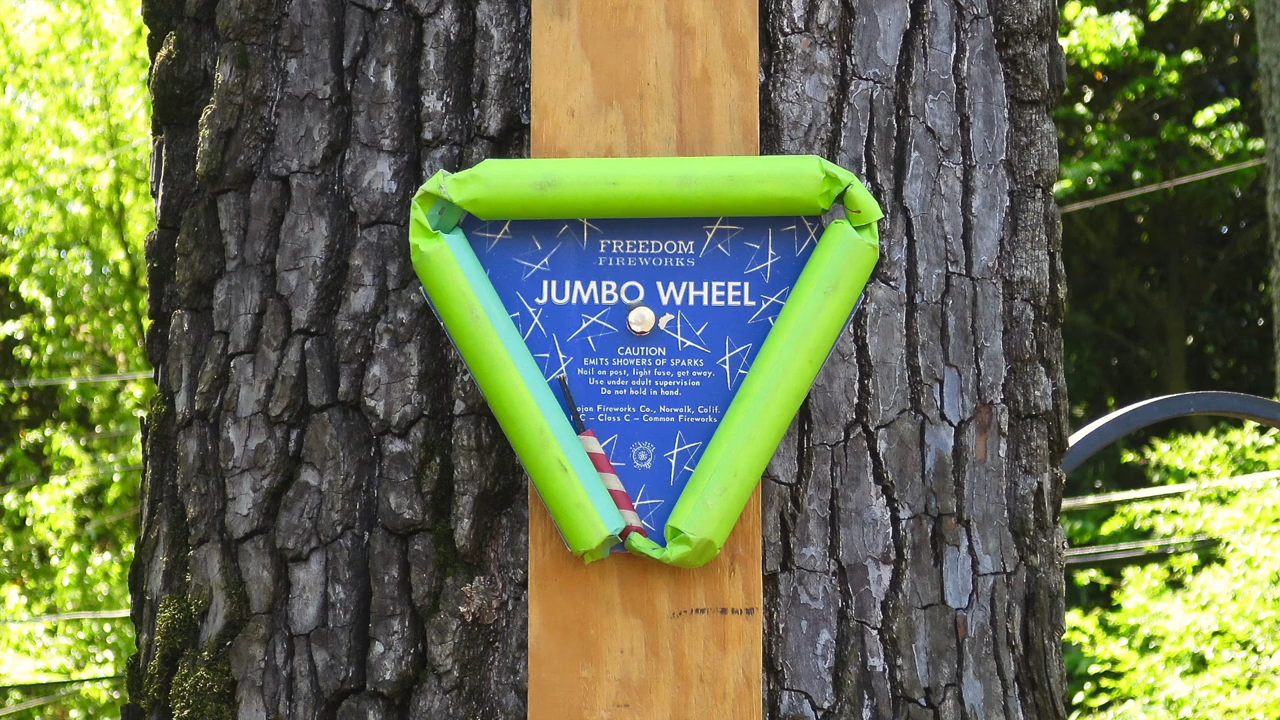 FREEDOM
FIREWORKS
JUMBO WHEEL
CAUTION
EMITS SHOWERS OF SPARKS
Nail on post, light fuse, get away.
Use under adult supervision
Do not hold in hand.
ojan Fireworks Co., Norwalk, Calif.
C – Class C – Common Fireworks